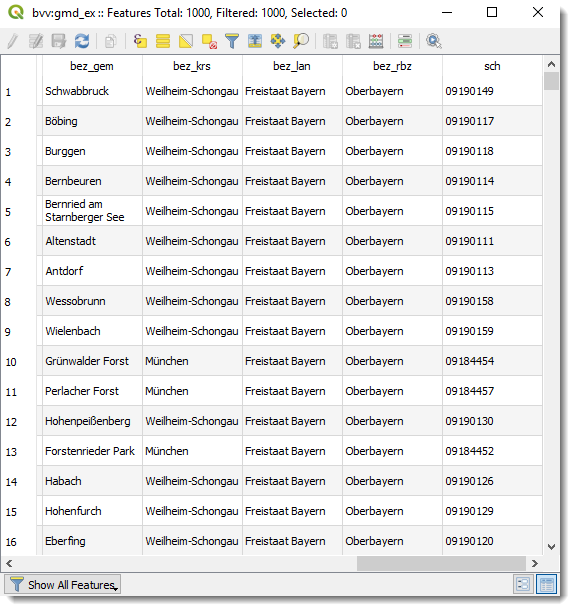 bvv:gmd_ex :: Features Total: 1000, Filtered: 1000, Selected: 0
bez_gem bez_krs bez_lan bez_rbz sch
1 Schwabbruck Weilheim-Schongau Freistaat Bayern Oberbayern 09190149
2 Böbing Weilheim-Schongau Freistaat Bayern Oberbayern 09190117
3 Burggen Weilheim-Schongau Freistaat Bayern Oberbayern 09190118
4 Bernbeuren Weilheim-Schongau Freistaat Bayern Oberbayern 09190114
5 Bernried am
Starnberger See Weilheim-Schongau Freistaat Bayern Oberbayern 09190115
6 Altenstadt Weilheim-Schongau Freistaat Bayern Oberbayern 09190111
7 Antdorf Weilheim-Schongau Freistaat Bayern Oberbayern 09190113
8 Wessobrunn Weilheim-Schongau Freistaat Bayern Oberbayern 09190158
9 Wielenbach Weilheim-Schongau Freistaat Bayern Oberbayern 09190159
10 Grünwalder Forst München Freistaat Bayern Oberbayern 09184454
11 Perlacher Forst München Freistaat Bayern Oberbayern 09184457
12 Hohenpeißenberg Weilheim-Schongau Freistaat Bayern Oberbayern 09190130
13 Forstenrieder Park München Freistaat Bayern Oberbayern 09184452
14 Habach Weilheim-Schongau Freistaat Bayern Oberbayern 09190126
15 Hohenfurch Weilheim-Schongau Freistaat Bayern Oberbayern 09190129
16 Eberfing Weilheim-Schongau Freistaat Bayern Oberbayern 09190120
Show All Features